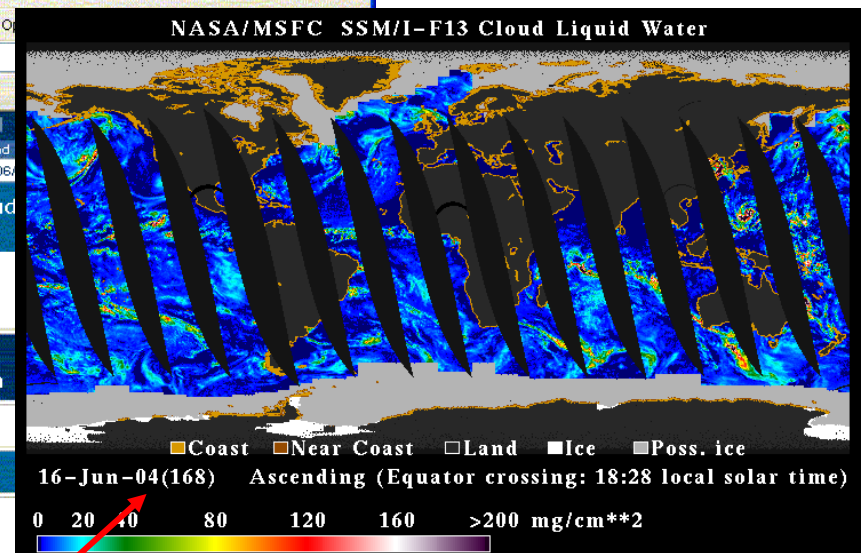 NASA/MSFC SSM/I-F13 Cloud Liquid Water
Coast Near Coast Land Ice Poss. ice
16-Jun-04(168) Ascending (Equator crossing: 18:28 local solar time)
0 20 40 80 120 160 >200 mg/cm**2